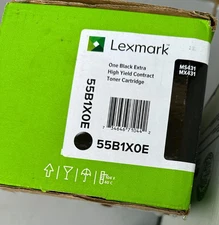 Lexmark
One Black Extra
High Yield Contract
Toner Cartridge
MS431
MX431
55B1X0E
55B1X0E